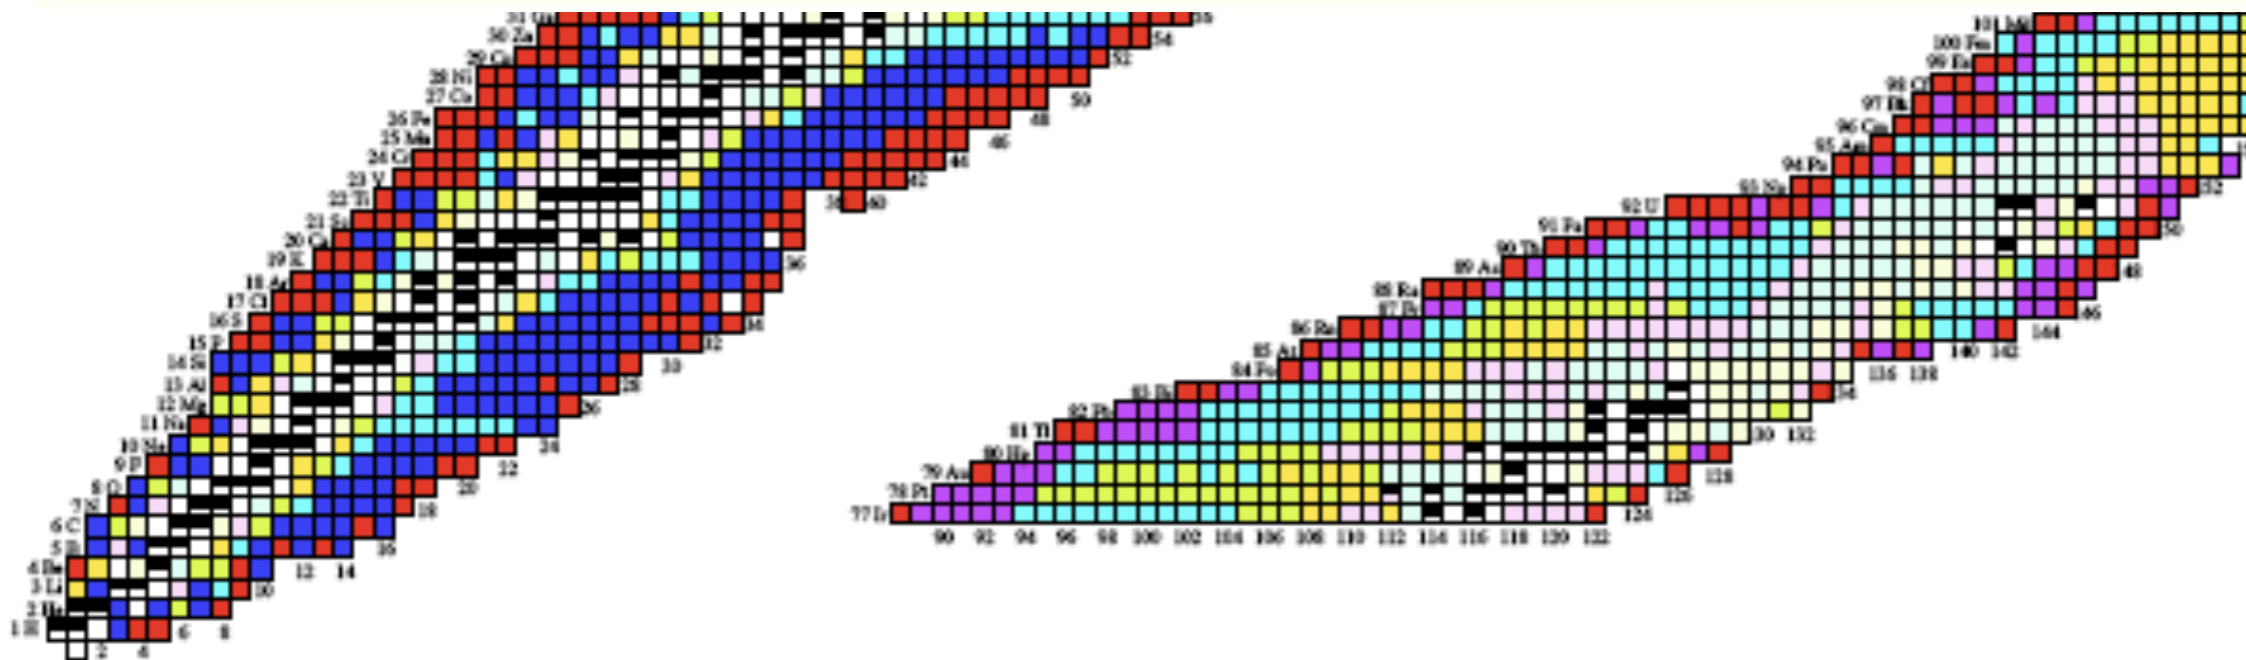 30 Zn
54
29 Cu
52
28 Ni
27 Co
50
26 Fe
48
25 Mn
46
24 Cr
44
23 V
42
22 Ti
40
21 Sc
20 Ca
19 K
36
18 Ar
17 Cl
16 S
34
15 P
32
14 Si
30
13 Al
28
12 Mg
26
11 Na
10 Ne
24
9 F
22
8 O
20
7 N
18
6 C
5 B
16
4 Be
12 14
3 Li
10
2 He
1 H
6 8
2 4
101 Md
100 Fm
99 Es
98 Cf
97 Bk
96 Cm
95 Am
94 Pu
93 Np
152
92 U
91 Pa
50
90 Th
89 Ac
48
88 Ra
87 Fr
46
86 Rn
144
85 At
140 142
84 Po
136 138
83 Bi
34
82 Pb
81 Tl
30 132
80 Hg
79 Au
128
78 Pt
126
77 Ir
124
90 92 94 96 98 100 102 104 106 108 110 112 114 116 118 120 122